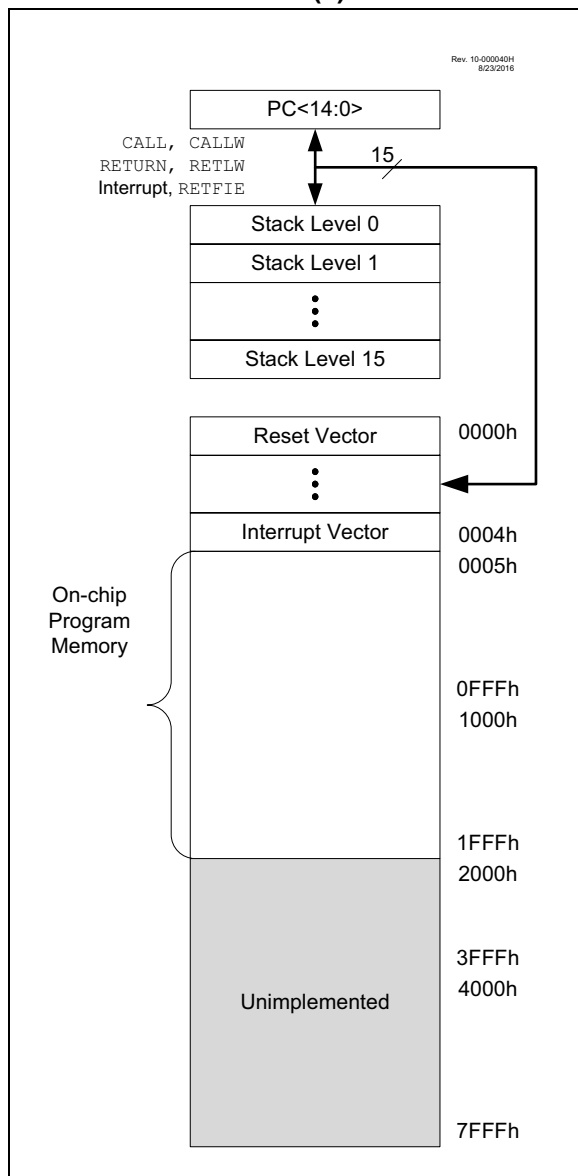 Rev. 10-000040H
8/23/2016
PC<14:0>
CALL, CALLW
RETURN, RETLW
Interrupt, RETFIE
15
Stack Level 0
Stack Level 1
Stack Level 15
Reset Vector
0000h
Interrupt Vector
0004h
0005h
On-chip
Program
Memory
0FFFh
1000h
1FFFh
2000h
Unimplemented
3FFFh
4000h
7FFFh